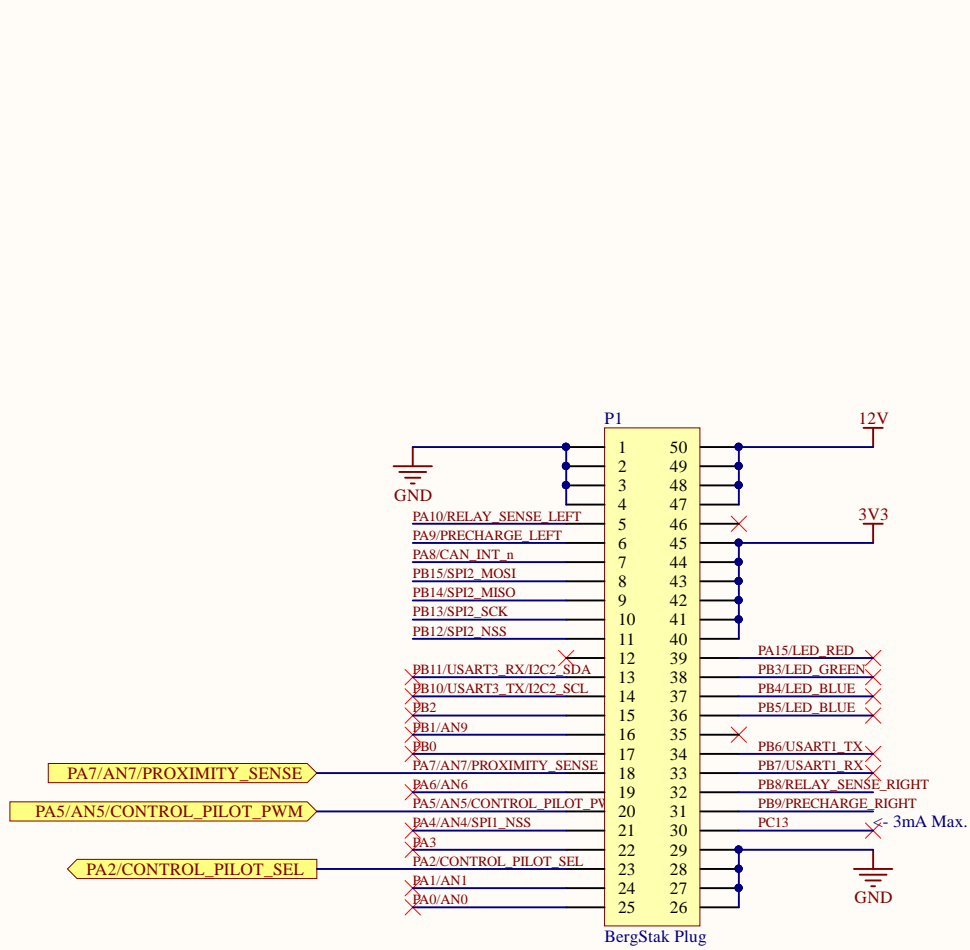 P1
12V
1 50
2 49
3 48
GND
4 47
PA10/RELAY_SENSE_LEFT 5 46
3V3
PA9/PRECHARGE_LEFT 6 45
PA8/CAN_INT_n 7 44
PB15/SPI2_MOSI 8 43
PB14/SPI2_MISO 9 42
PB13/SPI2_SCK 10 41
PB12/SPI2_NSS 11 40
12 39 PA15/LED_RED
PB11/USART3_RX/I2C2_SDA 13 38 PB3/LED_GREEN
PB10/USART3_TX/I2C2_SCL 14 37 PB4/LED_BLUE
PB2 15 36 PB5/LED_BLUE
PB1/AN9 16 35
PB0 17 34 PB6/USART1_TX
PA7/AN7/PROXIMITY_SENSE PA7/AN7/PROXIMITY_SENSE 18 33 PB7/USART1_RX
PA6/AN6 19 32 PB8/RELAY_SENSE_RIGHT
PA5/AN5/CONTROL_PILOT_PWM PA5/AN5/CONTROL_PILOT_PW 20 31 PB9/PRECHARGE_RIGHT
PA4/AN4/SPI1_NSS 21 30 PC13 <- 3mA Max.
PA3 22 29
PA2/CONTROL_PILOT_SEL PA2/CONTROL_PILOT_SEL 23 28
PA1/AN1 24 27
GND
PA0/AN0 25 26
BergStak Plug